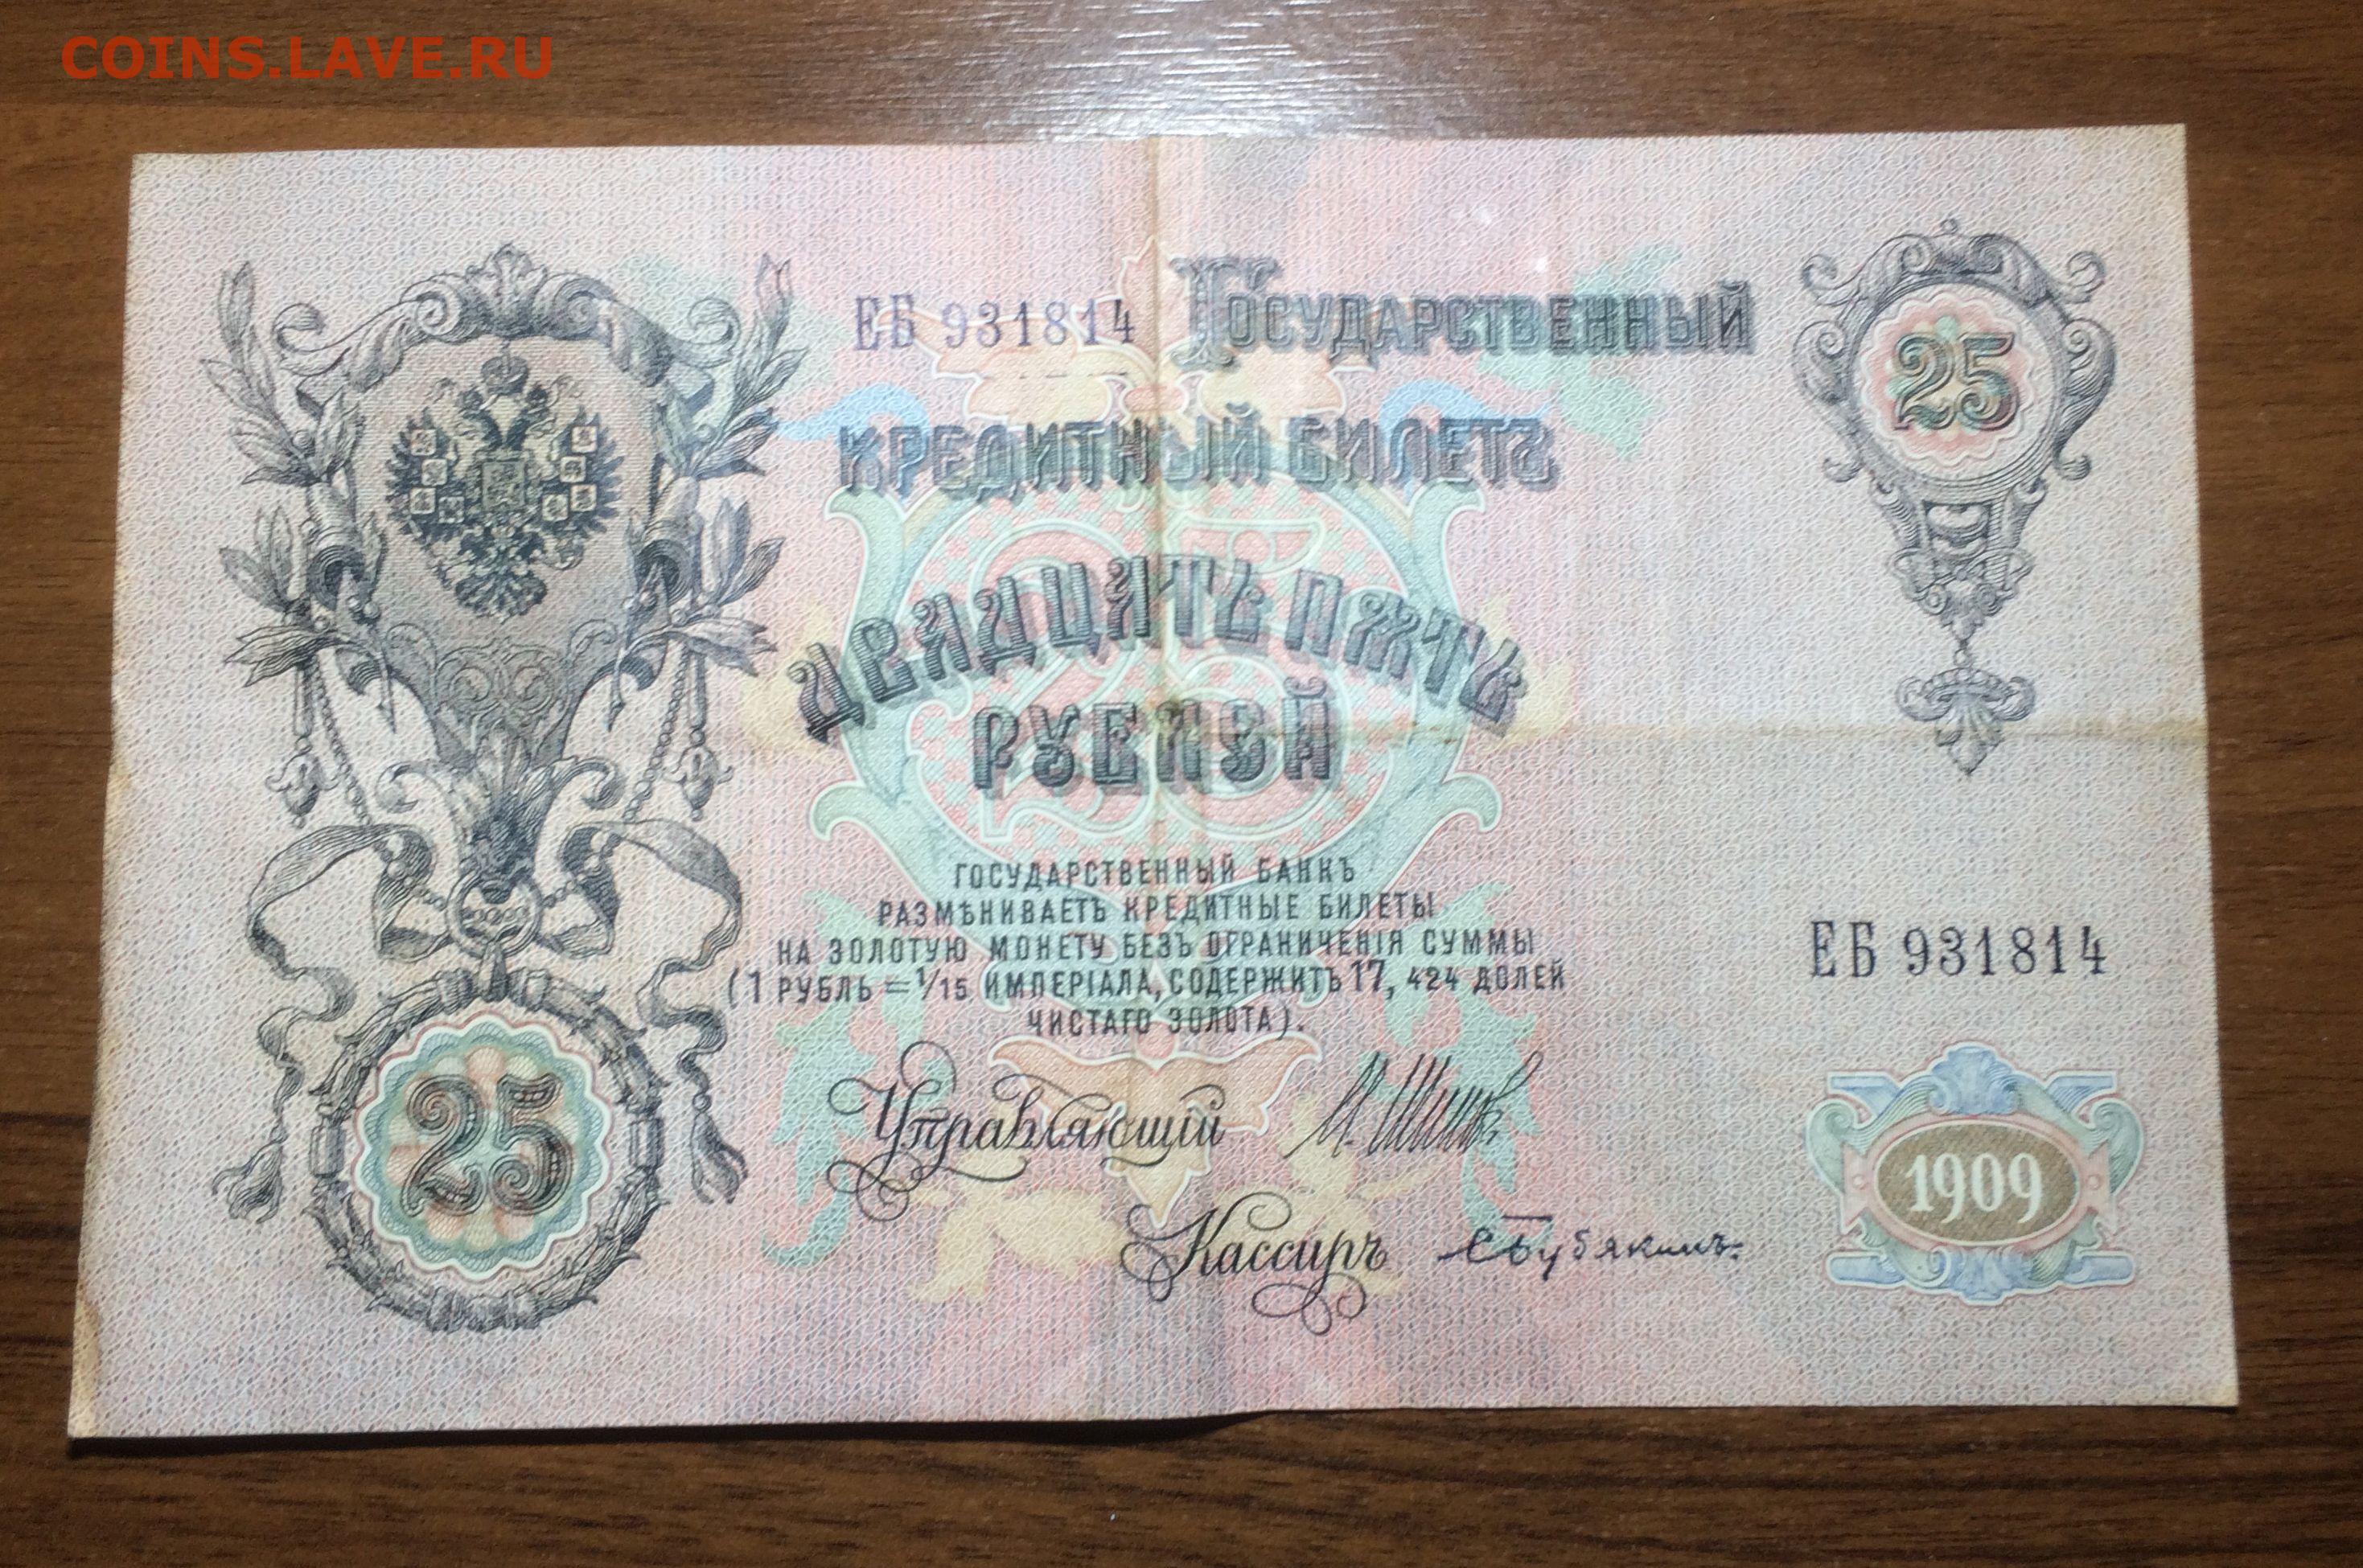 COINS.LAVE.RU
ЕБ 931814 ГОСУДАРСТВЕННЫЙ
25
КРЕДИТНЫЙ БИЛЕТЪ
ДВАДЦАТЬ ПЯТЬ
РУБЛЕЙ
ГОСУДАРСТВЕННЫЙ БАНКЪ
РАЗМѢНИВАЕТЪ КРЕДИТНЫЕ БИЛЕТЫ
НА ЗОЛОТУЮ МОНЕТУ БЕЗЪ ОГРАНИЧЕНІЯ СУММЫ
(1 РУБЛЬ = 1/15 ИМПЕРІАЛА, СОДЕРЖИТЪ 17, 424 ДОЛЕЙ
ЧИСТАГО ЗОЛОТА).
ЕБ 931814
25
Управляющій И. Шипов
Кассиръ Е Бубякинъ.
1909